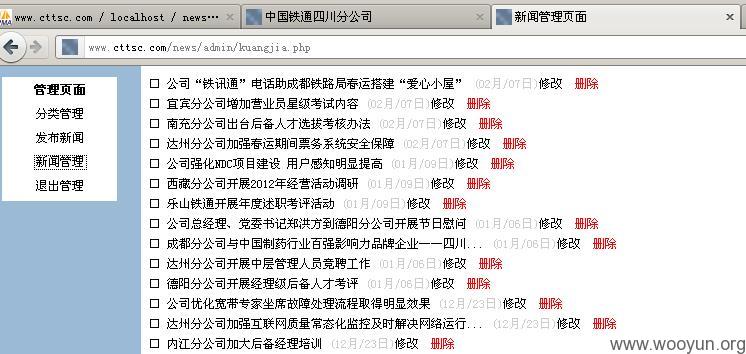 www.cttsc.com / localhost / news...
中国铁通四川分公司
新闻管理页面
www.cttsc.com/news/admin/kuangjia.php
管理页面
分类管理
发布新闻
新闻管理
退出管理
公司“铁讯通”电话助成都铁路局春运搭建“爱心小屋” (02月/07日)修改 删除
宜宾分公司增加营业员星级考试内容 (02月/07日)修改 删除
南充分公司出台后备人才选拔考核办法 (02月/07日)修改 删除
达州分公司加强春运期间票务系统安全保障 (02月/07日)修改 删除
公司强化NDC项目建设 用户感知明显提高 (01月/09日)修改 删除
西藏分公司开展2012年经营活动调研 (01月/09日)修改 删除
乐山铁通开展年度述职考评活动 (01月/09日)修改 删除
公司总经理、党委书记郑洪方到德阳分公司开展节日慰问 (01月/06日)修改 删除
成都分公司与中国制药行业百强影响力品牌企业——四川... (01月/06日)修改 删除
达州分公司开展中层管理人员竞聘工作 (01月/06日)修改 删除
德阳分公司开展经理级后备人才考评 (01月/06日)修改 删除
公司优化宽带专家坐席故障处理流程取得明显效果 (12月/23日)修改 删除
达州分公司加强互联网质量常态化监控及时解决网络运行... (12月/23日)修改 删除
内江分公司加大后备经理培训 (12月/23日)修改 删除
www.wooyun.org